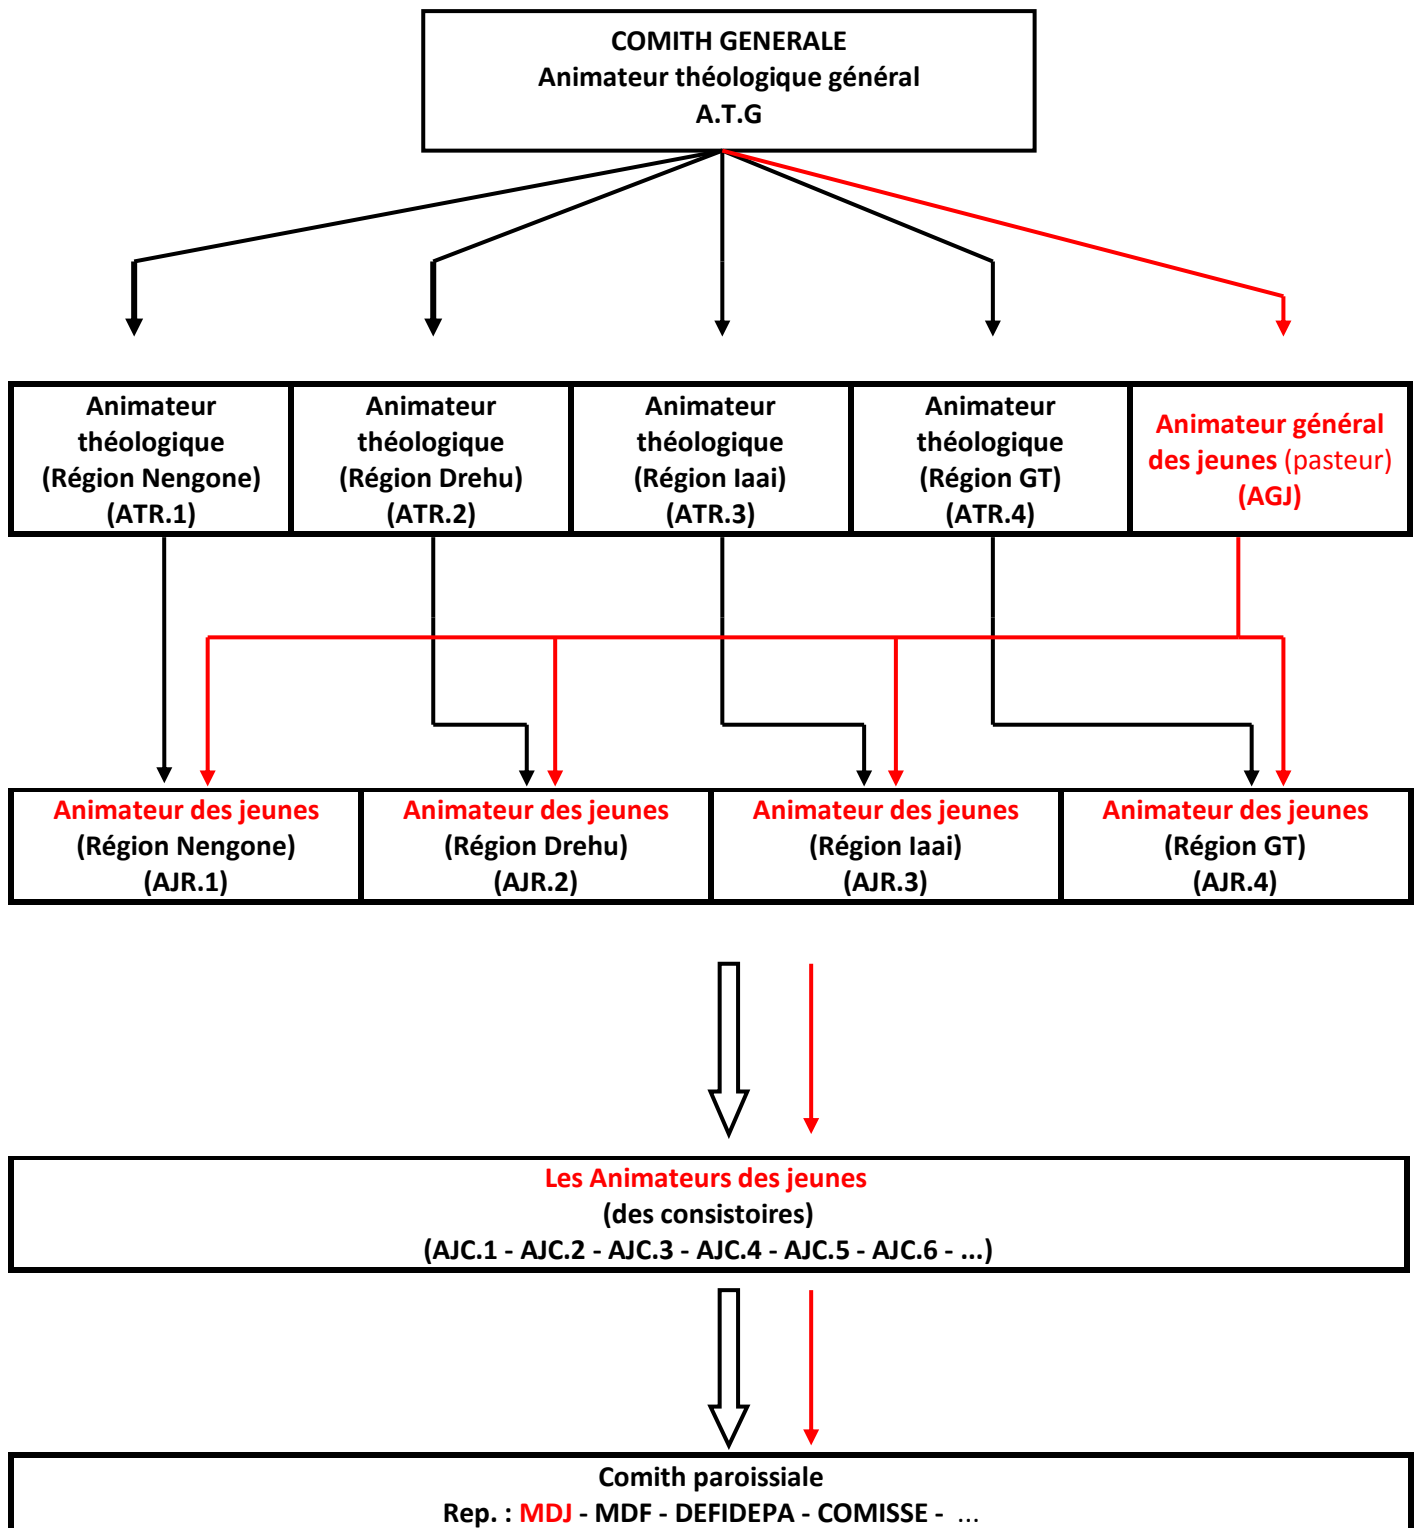 COMITH GENERALE
Animateur théologique général
A.T.G
Animateur
théologique
(Région Nengone)
(ATR.1)
Animateur
théologique
(Région Drehu)
(ATR.2)
Animateur
théologique
(Région Iaai)
(ATR.3)
Animateur
théologique
(Région GT)
(ATR.4)
Animateur général
des jeunes (pasteur)
(AGJ)
Animateur des jeunes
(Région Nengone)
(AJR.1)
Animateur des jeunes
(Région Drehu)
(AJR.2)
Animateur des jeunes
(Région Iaai)
(AJR.3)
Animateur des jeunes
(Région GT)
(AJR.4)
Les Animateurs des jeunes
(des consistoires)
(AJC.1 - AJC.2 - AJC.3 - AJC.4 - AJC.5 - AJC.6 - ...)
Comith paroissiale
Rep. : MDJ - MDF - DEFIDEPA - COMISSE - ...